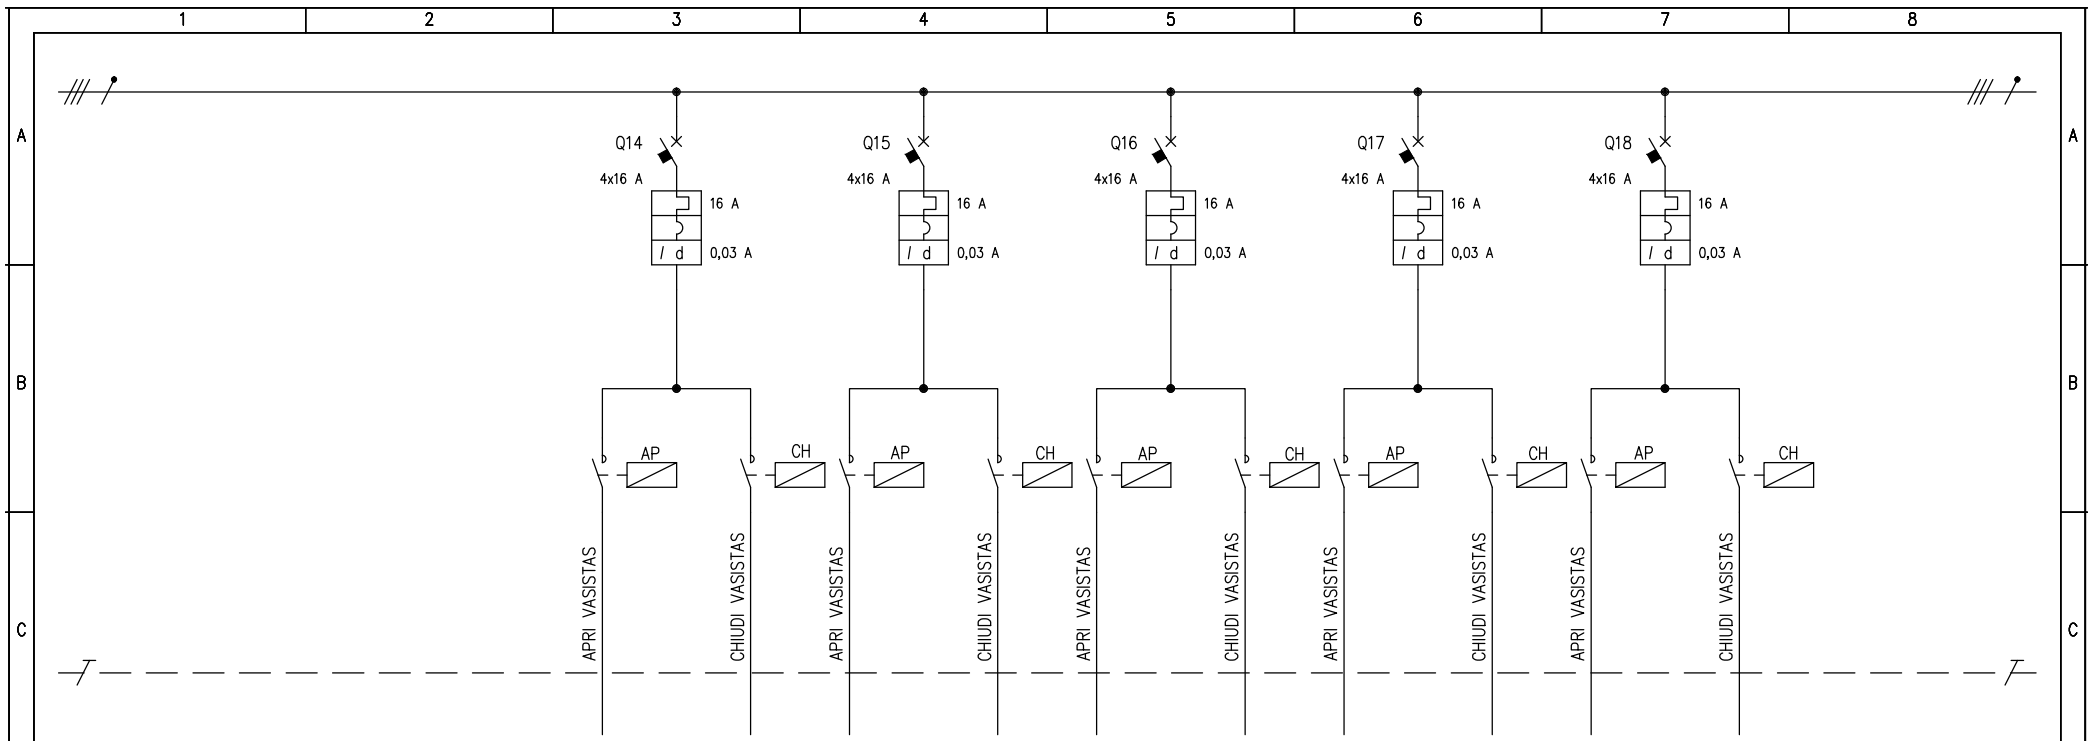 1 2 3 4 5 6 7 8
A A
Q14 Q15 Q16 Q17 Q18
4x16 A 4x16 A 4x16 A 4x16 A 4x16 A
16 A 16 A 16 A 16 A 16 A
I d I d I d I d I d
0,03 A 0,03 A 0,03 A 0,03 A 0,03 A
B B
AP CH AP CH AP CH AP CH AP CH
APRI VASISTAS
CHIUDI VASISTAS
APRI VASISTAS
CHIUDI VASISTAS
APRI VASISTAS
CHIUDI VASISTAS
APRI VASISTAS
CHIUDI VASISTAS
APRI VASISTAS
CHIUDI VASISTAS
C C
T T